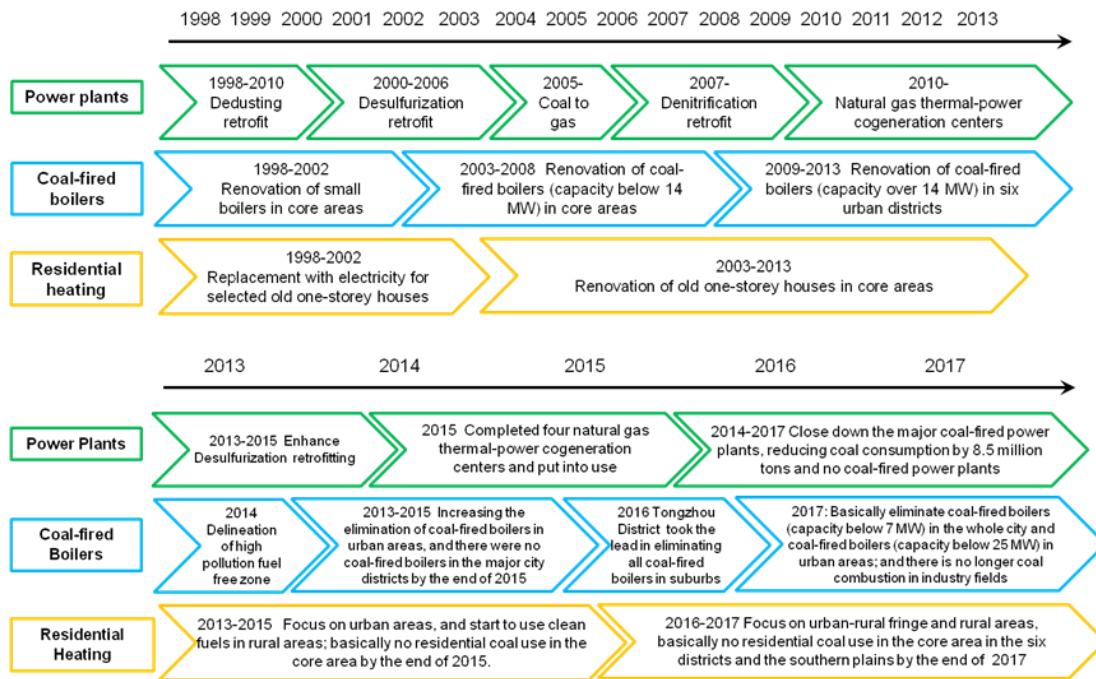 1998 1999 2000 2001 2002 2003 2004 2005 2006 2007 2008 2009 2010 2011 2012 2013
Power plants
1998-2010
Dedusting
retrofit
2000-2006
Desulfurization
retrofit
2005-
Coal to
gas
2007-
Denitrification
retrofit
2010-
Natural gas thermal-power
cogeneration centers
Coal-fired
boilers
1998-2002
Renovation of small
boilers in core areas
2003-2008 Renovation of coal-
fired boilers (capacity below 14
MW) in core areas
2009-2013 Renovation of coal-fired
boilers (capacity over 14 MW) in six
urban districts
Residential
heating
1998-2002
Replacement with electricity for
selected old one-storey houses
2003-2013
Renovation of old one-storey houses in core areas
2013 2014 2015 2016 2017
Power Plants
2013-2015 Enhance
Desulfurization retrofitting
2015 Completed four natural gas
thermal-power cogeneration
centers and put into use
2014-2017 Close down the major coal-fired power
plants, reducing coal consumption by 8.5 million
tons and no coal-fired power plants
Coal-fired
Boilers
2014
Delineation
of high
pollution fuel
free zone
2013-2015 Increasing the
elimination of coal-fired boilers in
urban areas, and there were no
coal-fired boilers in the major city
districts by the end of 2015
2016 Tongzhou
District took the
lead in eliminating
all coal-fired
boilers in suburbs
2017: Basically eliminate coal-fired boilers
(capacity below 7 MW) in the whole city and
coal-fired boilers (capacity below 25 MW) in
urban areas; and there is no longer coal
combustion in industry fields
Residential
Heating
2013-2015 Focus on urban areas, and start to use clean
fuels in rural areas; basically no residential coal use in the
core area by the end of 2015.
2016-2017 Focus on urban-rural fringe and rural areas,
basically no residential coal use in the core area in the six
districts and the southern plains by the end of 2017